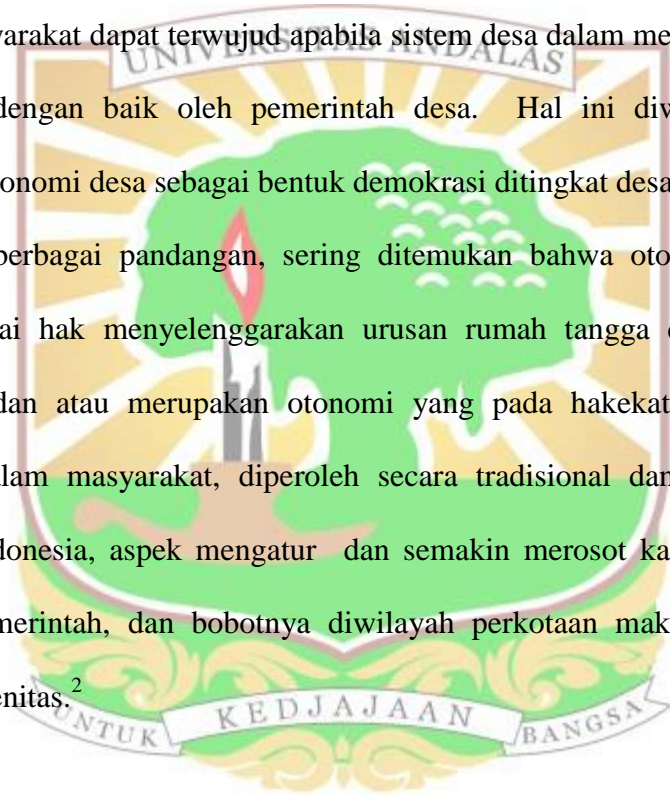 yarakat dapat terwujud apabila sistem desa dalam me
UNIVERSITAS ANDALAS
dengan baik oleh pemerintah desa. Hal ini diw
onomi desa sebagai bentuk demokrasi ditingkat desa
berbagai pandangan, sering ditemukan bahwa oto
ai hak menyelenggarakan urusan rumah tangga
dan atau merupakan otonomi yang pada hakekat
lam masyarakat, diperoleh secara tradisional dan
donesia, aspek mengatur dan semakin merosot ka
merintah, dan bobotnya diwilayah perkotaan mak
enitas.2
UNTUK KEDJAJAAN BANGSA